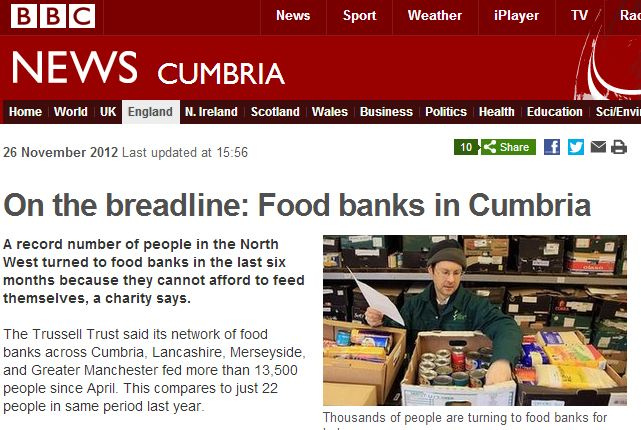 BBC News Sport Weather iPlayer TV
NEWS CUMBRIA
Home World UK England N. Ireland Scotland Wales Business Politics Health Education
26 November 2012 Last updated at 15:56 10 Share
On the breadline: Food banks in Cumbria
A record number of people in the North
West turned to food banks in the last six
months because they cannot afford to feed
themselves, a charity says.
The Trussell Trust said its network of food
banks across Cumbria, Lancashire, Merseyside,
and Greater Manchester fed more than 13,500
people since April. This compares to just 22
people in same period last year.
Thousands of people are turning to food banks for